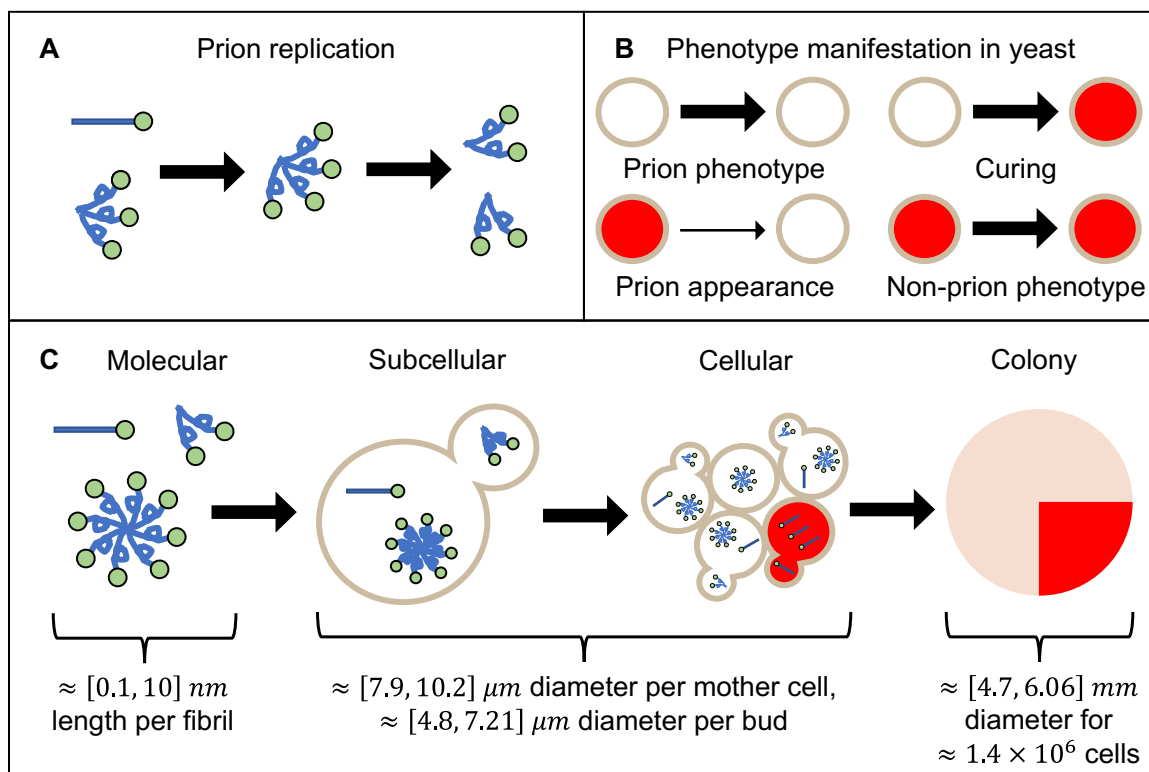 A Prion replication
B Phenotype manifestation in yeast
Prion phenotype
Curing
Prion appearance
Non-prion phenotype
C Molecular
Subcellular
Cellular
Colony
≈ [0.1, 10] nm
length per fibril
≈ [7.9, 10.2] μm diameter per mother cell,
≈ [4.8, 7.21] μm diameter per bud
≈ [4.7, 6.06] mm
diameter for
≈ 1.4 × 10⁶ cells